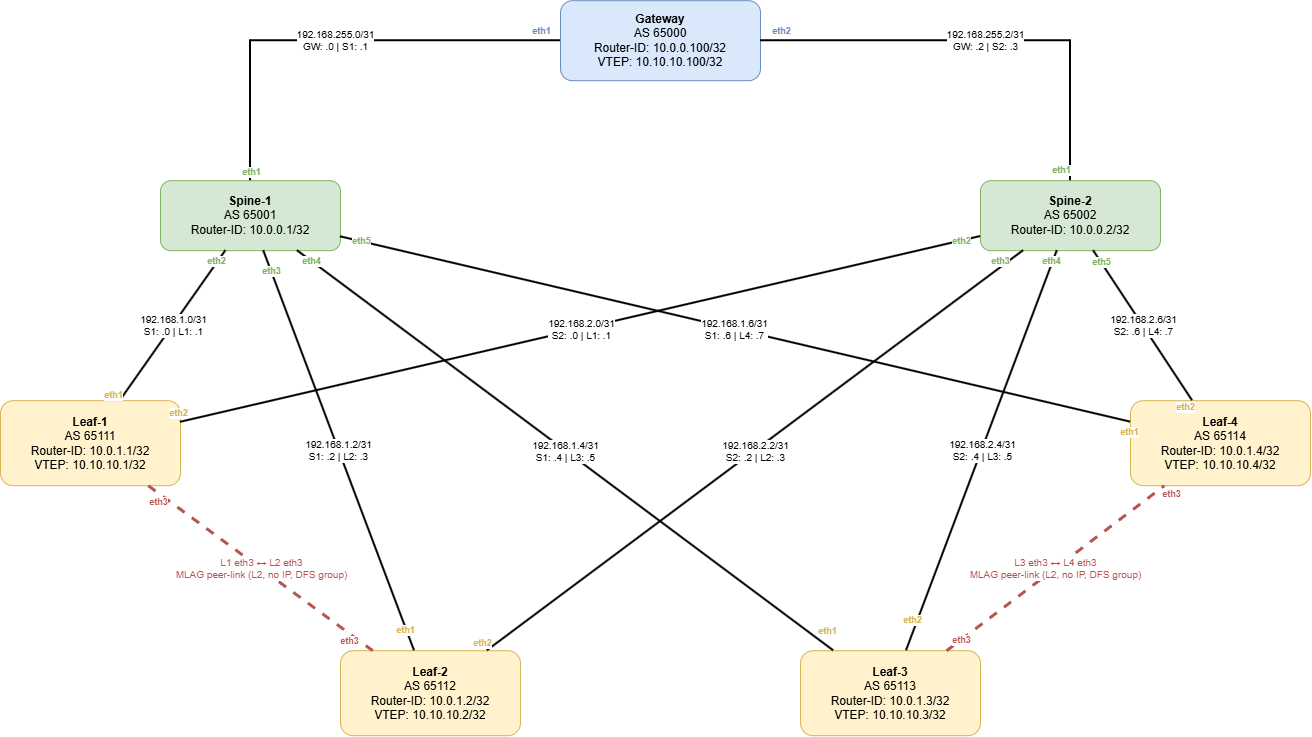 Gateway
AS 65000
Router-ID: 10.0.0.100/32
VTEP: 10.10.10.100/32
eth1
eth2
192.168.255.0/31
GW: .0 | S1: .1
192.168.255.2/31
GW: .2 | S2: .3
eth1
eth1
Spine-1
AS 65001
Router-ID: 10.0.0.1/32
Spine-2
AS 65002
Router-ID: 10.0.0.2/32
eth5
eth2
eth2
eth3
eth4
eth3
eth4
eth5
192.168.1.0/31
S1: .0 | L1: .1
192.168.2.0/31
S2: .0 | L1: .1
192.168.1.6/31
S1: .6 | L4: .7
192.168.2.6/31
S2: .6 | L4: .7
eth1
eth2
eth2
eth1
Leaf-1
AS 65111
Router-ID: 10.0.1.1/32
VTEP: 10.10.10.1/32
Leaf-4
AS 65114
Router-ID: 10.0.1.4/32
VTEP: 10.10.10.4/32
192.168.1.2/31
S1: .2 | L2: .3
192.168.1.4/31
S1: .4 | L3: .5
192.168.2.2/31
S2: .2 | L2: .3
192.168.2.4/31
S2: .4 | L3: .5
eth3
eth3
L1 eth3 ↔ L2 eth3
MLAG peer-link (L2, no IP, DFS group)
L3 eth3 ↔ L4 eth3
MLAG peer-link (L2, no IP, DFS group)
eth3
eth1
eth2
eth1
eth2
eth3
Leaf-2
AS 65112
Router-ID: 10.0.1.2/32
VTEP: 10.10.10.2/32
Leaf-3
AS 65113
Router-ID: 10.0.1.3/32
VTEP: 10.10.10.3/32